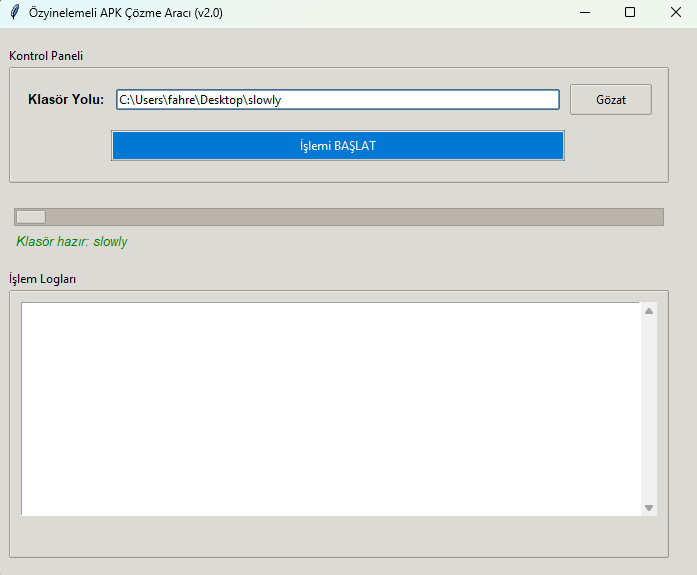 Özyinelemeli APK Çözme Aracı (v2.0)
Kontrol Paneli
Klasör Yolu: C:\Users\fahre\Desktop\slowly Gözat
İşlemi BAŞLAT
Klasör hazır: slowly
İşlem Logları